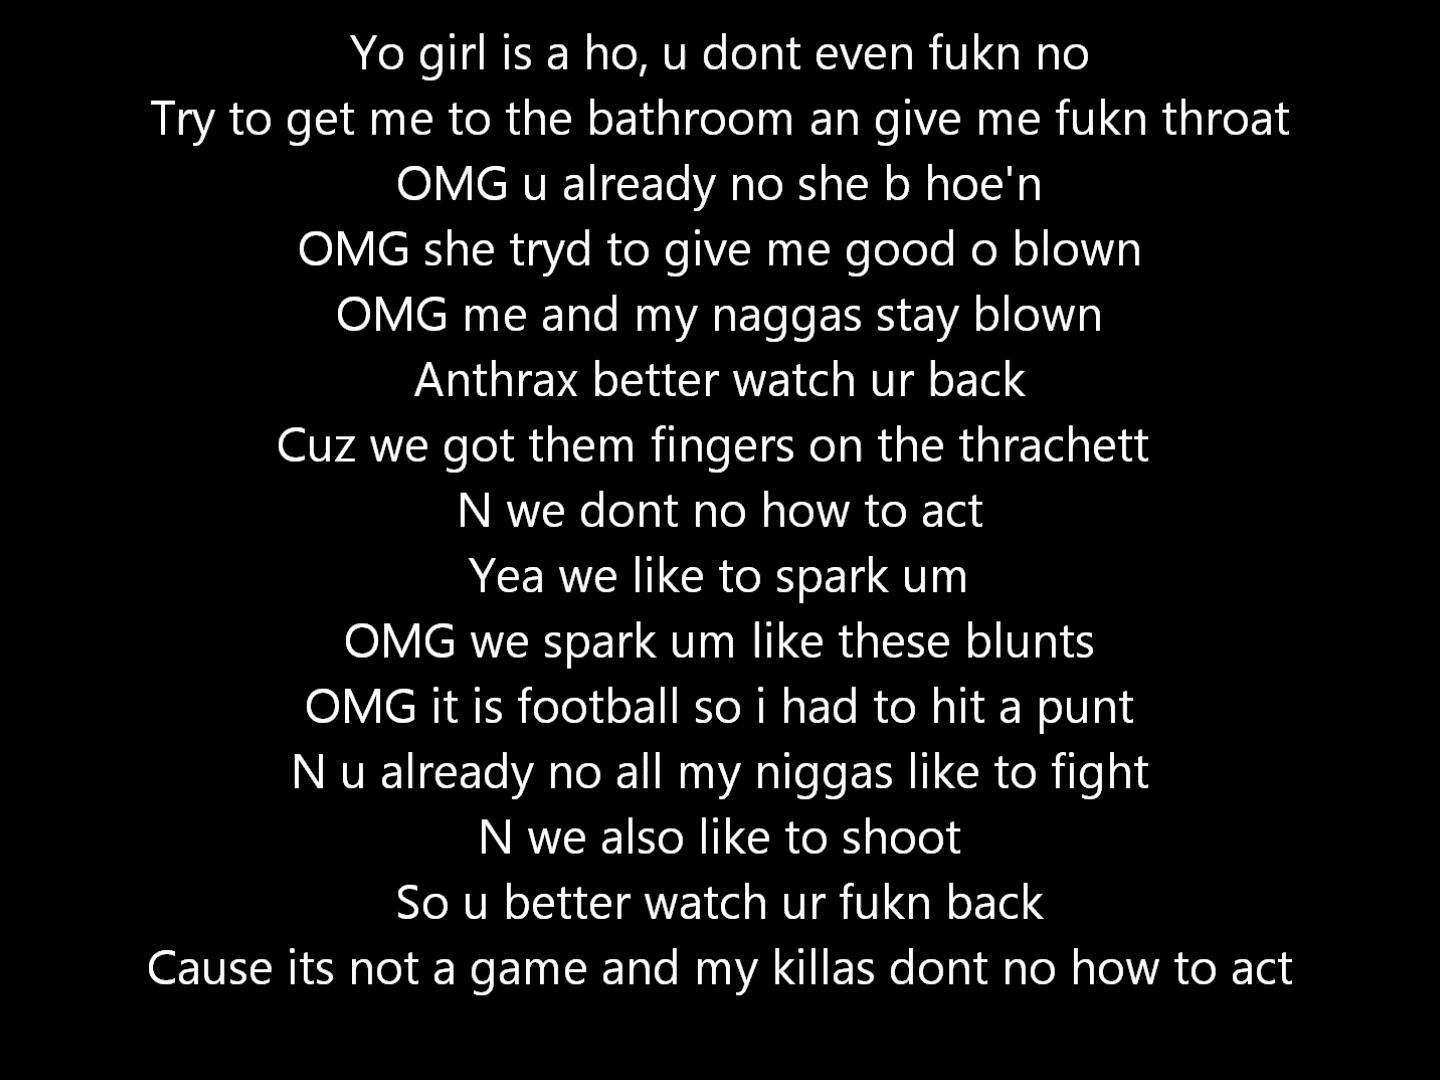 Yo girl is a ho, u dont even fukn no
Try to get me to the bathroom an give me fukn throat
OMG u already no she b hoe'n
OMG she tryd to give me good o blown
OMG me and my naggas stay blown
Anthrax better watch ur back
Cuz we got them fingers on the thrachett
N we dont no how to act
Yea we like to spark um
OMG we spark um like these blunts
OMG it is football so i had to hit a punt
N u already no all my niggas like to fight
N we also like to shoot
So u better watch ur fukn back
Cause its not a game and my killas dont no how to act